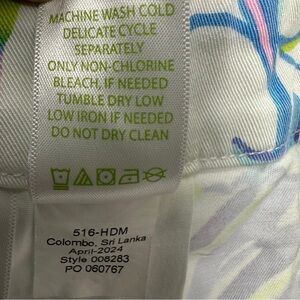 MACHINE WASH COLD
DELICATE CYCLE
SEPARATELY
ONLY NON-CHLORINE
BLEACH, IF NEEDED
TUMBLE DRY LOW
LOW IRON IF NEEDED
DO NOT DRY CLEAN
516-HDM
Colombo, Sri Lanka
April-2024
Style 008283
PO 060767